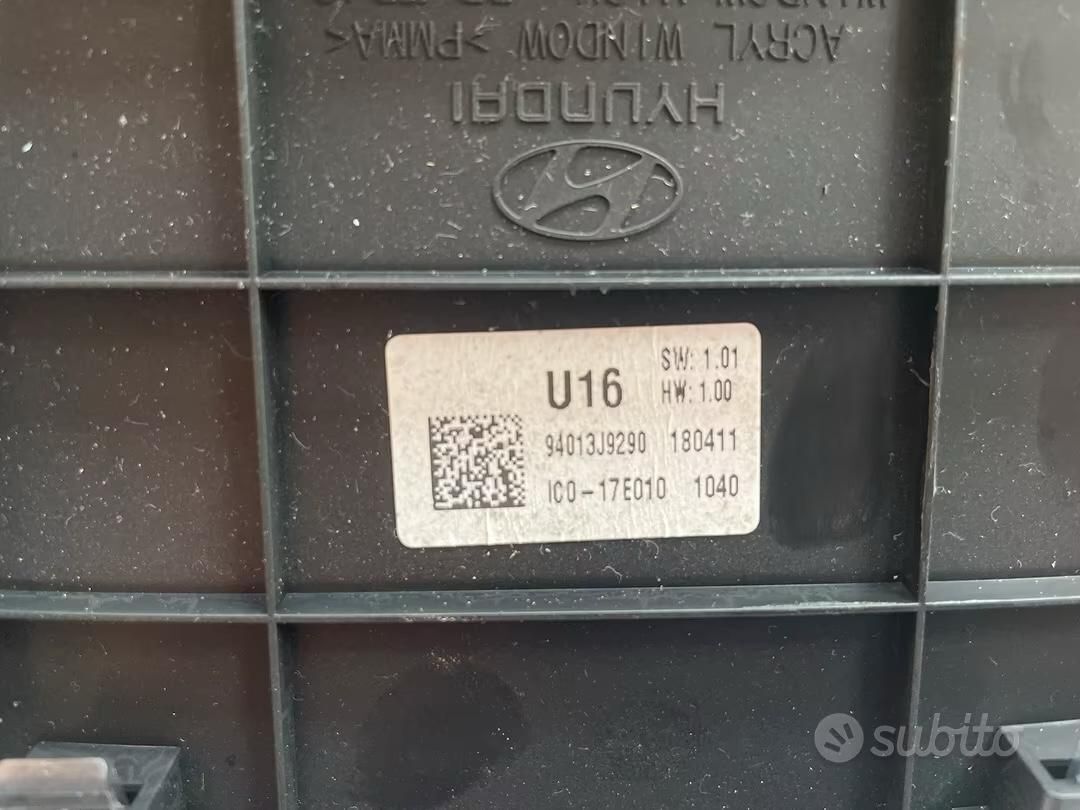 ACRYL WINDOW >PMMA<
HYUNDAI
U16
SW: 1.01
HW: 1.00
94013J9290 180411
IC0-17E010 1040
subito